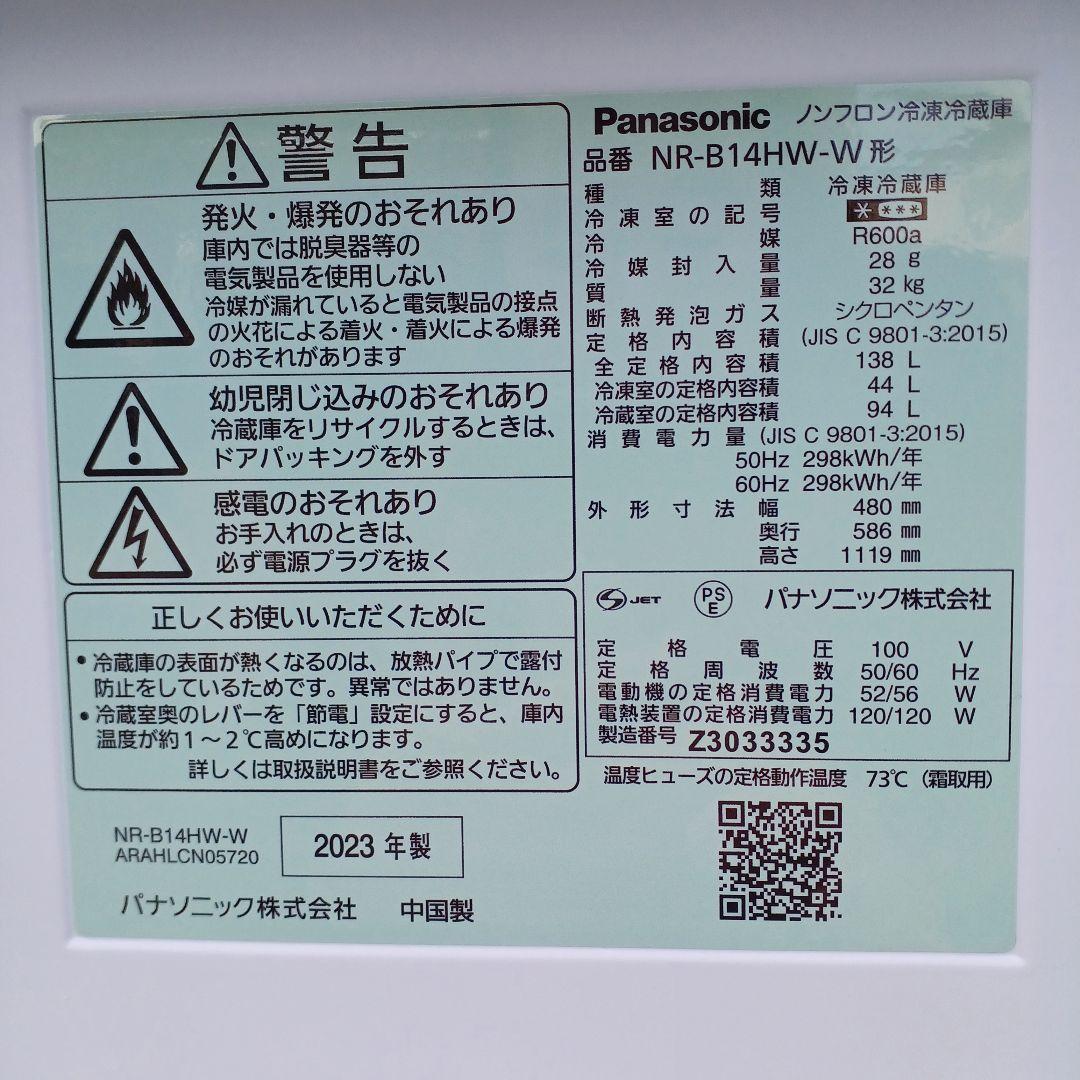 警告
発火・爆発のおそれあり
庫内では脱臭器等の
電気製品を使用しない
冷媒が漏れていると電気製品の接点
の火花による着火・着火による爆発
のおそれがあります
幼児閉じ込みのおそれあり
冷蔵庫をリサイクルするときは、
ドアパッキングを外す
感電のおそれあり
お手入れのときは、
必ず電源プラグを抜く
正しくお使いいただくために
・冷蔵庫の表面が熱くなるのは、放熱パイプで露付
防止をしているためです。異常ではありません。
・冷蔵室奥のレバーを「節電」設定にすると、庫内
温度が約1～2℃高めになります。
詳しくは取扱説明書をご参照ください。
NR-B14HW-W
ARAHLCN05720
2023 年製
パナソニック株式会社 中国製
Panasonic ノンフロン冷凍冷蔵庫
品番 NR-B14HW-W形
種類 冷凍冷蔵庫
冷凍室の記号 * ***
冷媒 R600a
冷媒封入量 28 g
質量 32 kg
断熱発泡ガス シクロペンタン
定格内容積 (JIS C 9801-3:2015)
全定格内容積 138 L
冷凍室の定格内容積 44 L
冷蔵室の定格内容積 94 L
消費電力量 (JIS C 9801-3:2015)
50Hz 298kWh/年
60Hz 298kWh/年
外形寸法 幅 480 mm
奥行 586 mm
高さ 1119 mm
S JET PS E パナソニック株式会社
定格電圧 100 V
定格周波数 50/60 Hz
電動機の定格消費電力 52/56 W
電熱装置の定格消費電力 120/120 W
製造番号 Z3033335
温度ヒューズの定格動作温度 73℃ (霜取用)